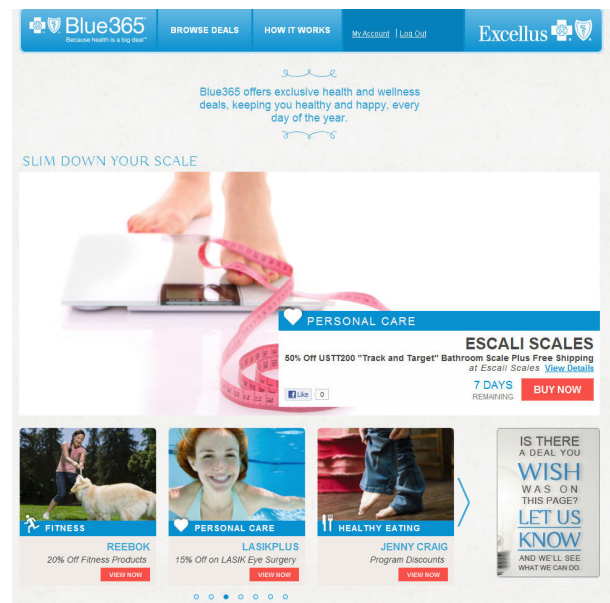 Blue365®
Because health is a big deal™
BROWSE DEALS
HOW IT WORKS
My Account | Log Out
Excellus
Blue365 offers exclusive health and wellness
deals, keeping you healthy and happy, every
day of the year.
SLIM DOWN YOUR SCALE
PERSONAL CARE
ESCALI SCALES
50% Off USTT200 "Track and Target" Bathroom Scale Plus Free Shipping
at Escali Scales View Details
Like 0
7 DAYS
REMAINING
BUY NOW
FITNESS
REEBOK
20% Off Fitness Products
VIEW NOW
PERSONAL CARE
LASIKPLUS
15% Off on LASIK Eye Surgery
VIEW NOW
HEALTHY EATING
JENNY CRAIG
Program Discounts
VIEW NOW
IS THERE
A DEAL YOU
WISH
WAS ON
THIS PAGE?
LET US
KNOW
AND WE'LL SEE
WHAT WE CAN DO.